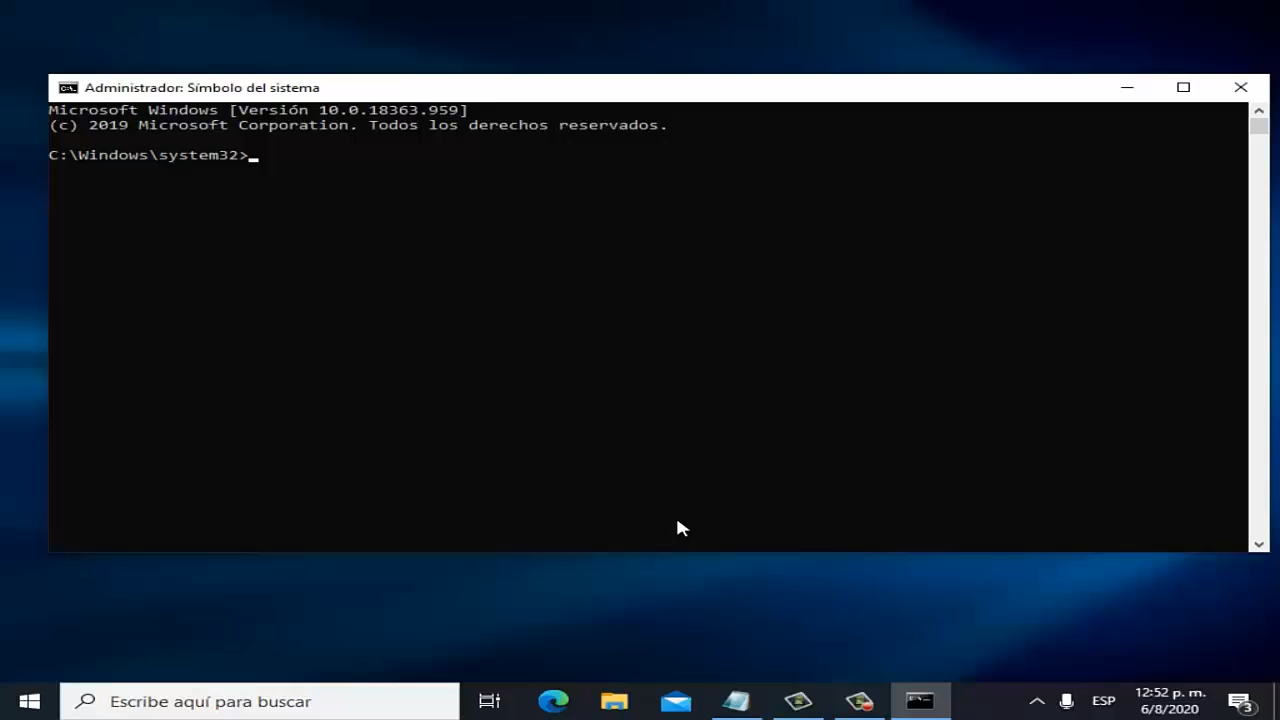 Administrador: Símbolo del sistema
Microsoft Windows [Versión 10.0.18363.959]
(c) 2019 Microsoft Corporation. Todos los derechos reservados.
C:\Windows\system32>
Escribe aquí para buscar
ESP
12:52 p. m.
6/8/2020
3